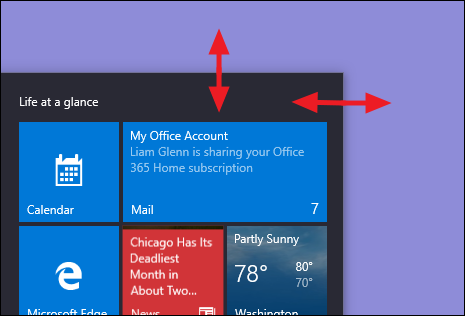 Life at a glance
My Office Account
Liam Glenn is sharing your Office
365 Home subscription
Calendar
Mail
7
Microsoft Edge
Chicago Has Its
Deadliest
Month in
About Two...
News
Partly Sunny
78°
80°
70°
Washington